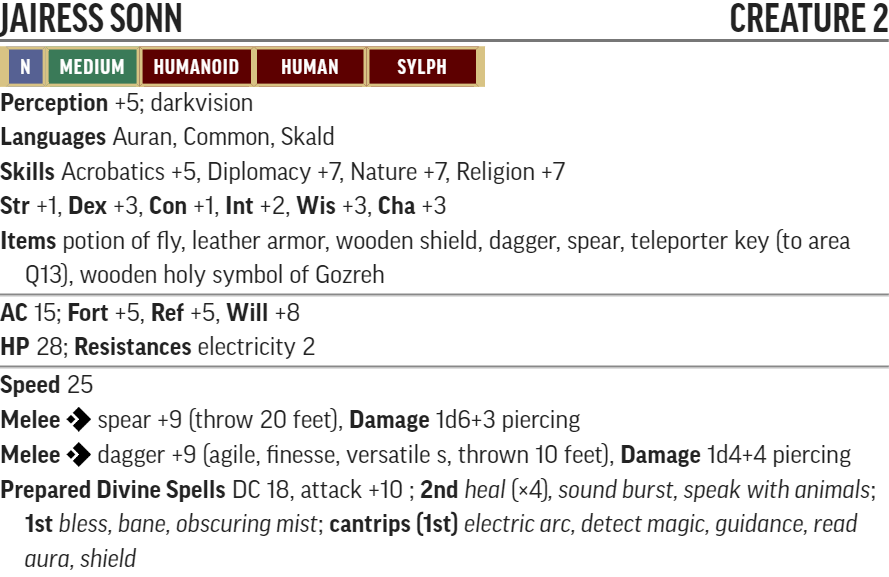 JAIRESS SONN CREATURE 2
N MEDIUM HUMANOID HUMAN SYLPH
Perception +5; darkvision
Languages Auran, Common, Skald
Skills Acrobatics +5, Diplomacy +7, Nature +7, Religion +7
Str +1, Dex +3, Con +1, Int +2, Wis +3, Cha +3
Items potion of fly, leather armor, wooden shield, dagger, spear, teleporter key (to area
Q13), wooden holy symbol of Gozreh
AC 15; Fort +5, Ref +5, Will +8
HP 28; Resistances electricity 2
Speed 25
Melee spear +9 (throw 20 feet), Damage 1d6+3 piercing
Melee dagger +9 (agile, finesse, versatile s, thrown 10 feet), Damage 1d4+4 piercing
Prepared Divine Spells DC 18, attack +10 ; 2nd heal (×4), sound burst, speak with animals;
1st bless, bane, obscuring mist; cantrips (1st) electric arc, detect magic, guidance, read
aura, shield